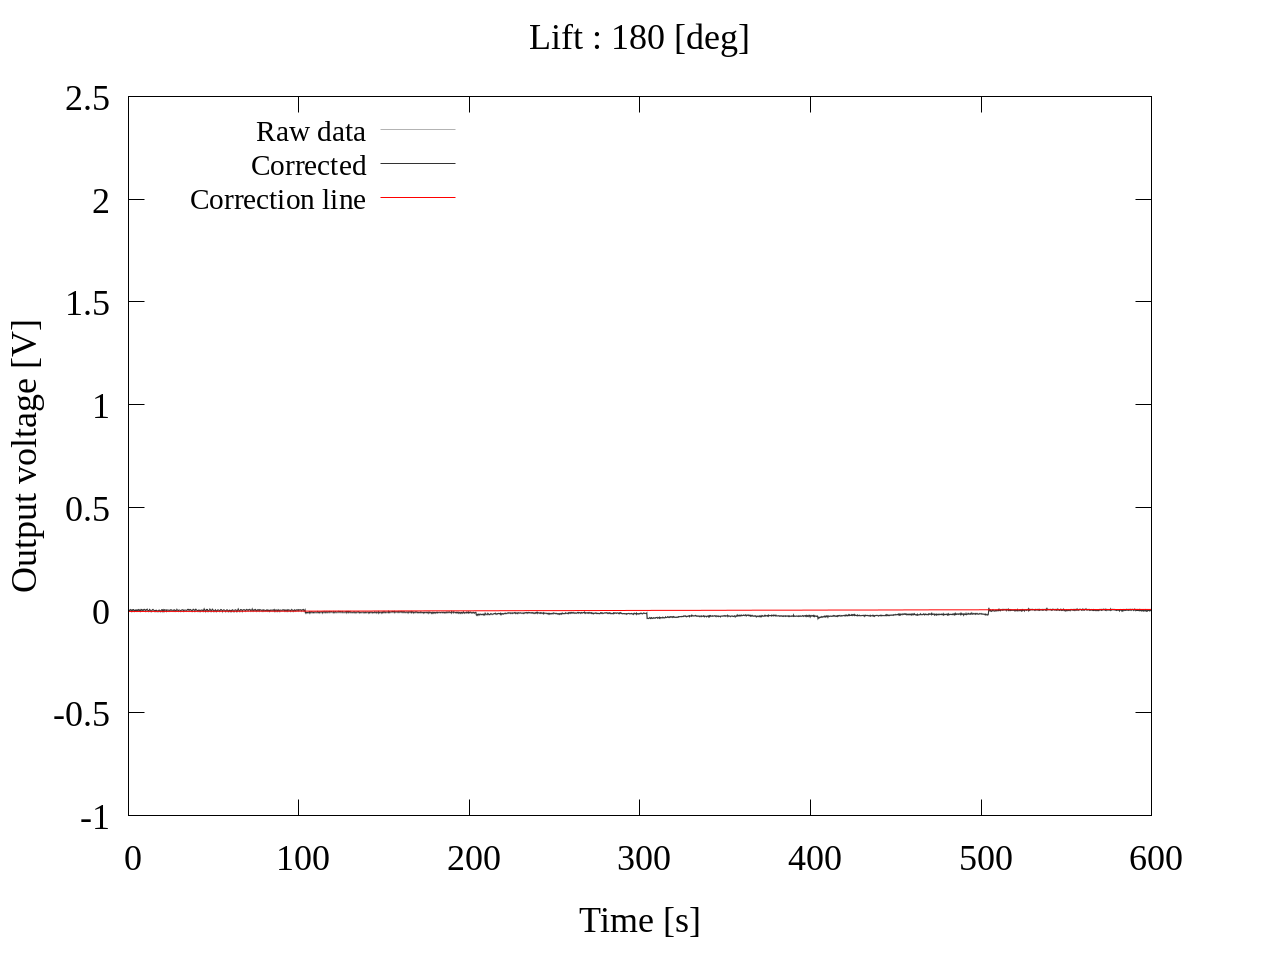 Lift : 180 [deg]
2.5
2
1.5
1
0.5
0
-0.5
-1
Output voltage [V]
Raw data
Corrected
Correction line
0 100 200 300 400 500 600
Time [s]